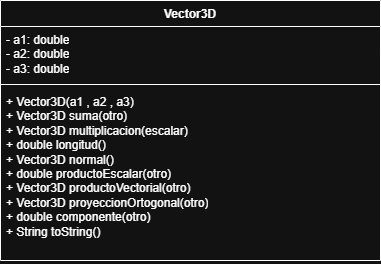 Vector3D
- a1: double
- a2: double
- a3: double
+ Vector3D(a1 , a2 , a3)
+ Vector3D suma(otro)
+ Vector3D multiplicacion(escalar)
+ double longitud()
+ Vector3D normal()
+ double productoEscalar(otro)
+ Vector3D productoVectorial(otro)
+ Vector3D proyeccionOrtogonal(otro)
+ double componente(otro)
+ String toString()